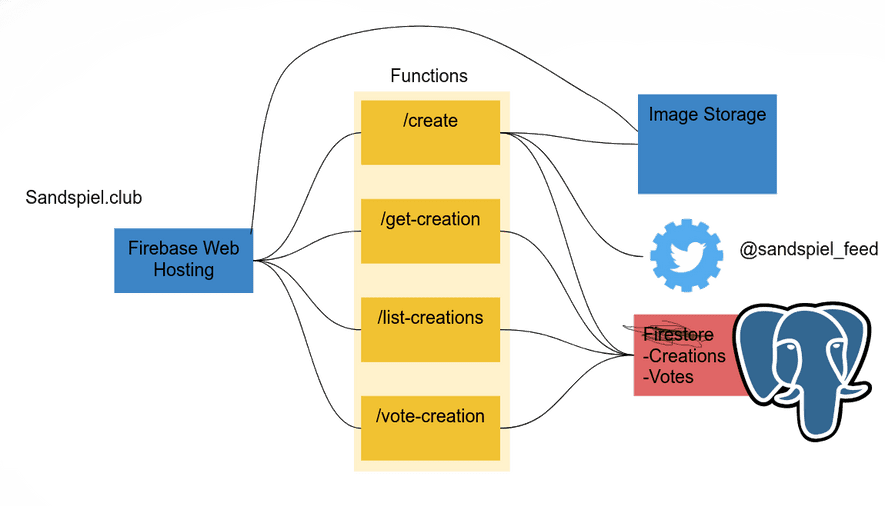 Functions
/create
Image Storage
Sandspiel.club
/get-creation
Firebase Web
Hosting
@sandspiel_feed
/list-creations
Firestore
-Creations
-Votes
/vote-creation